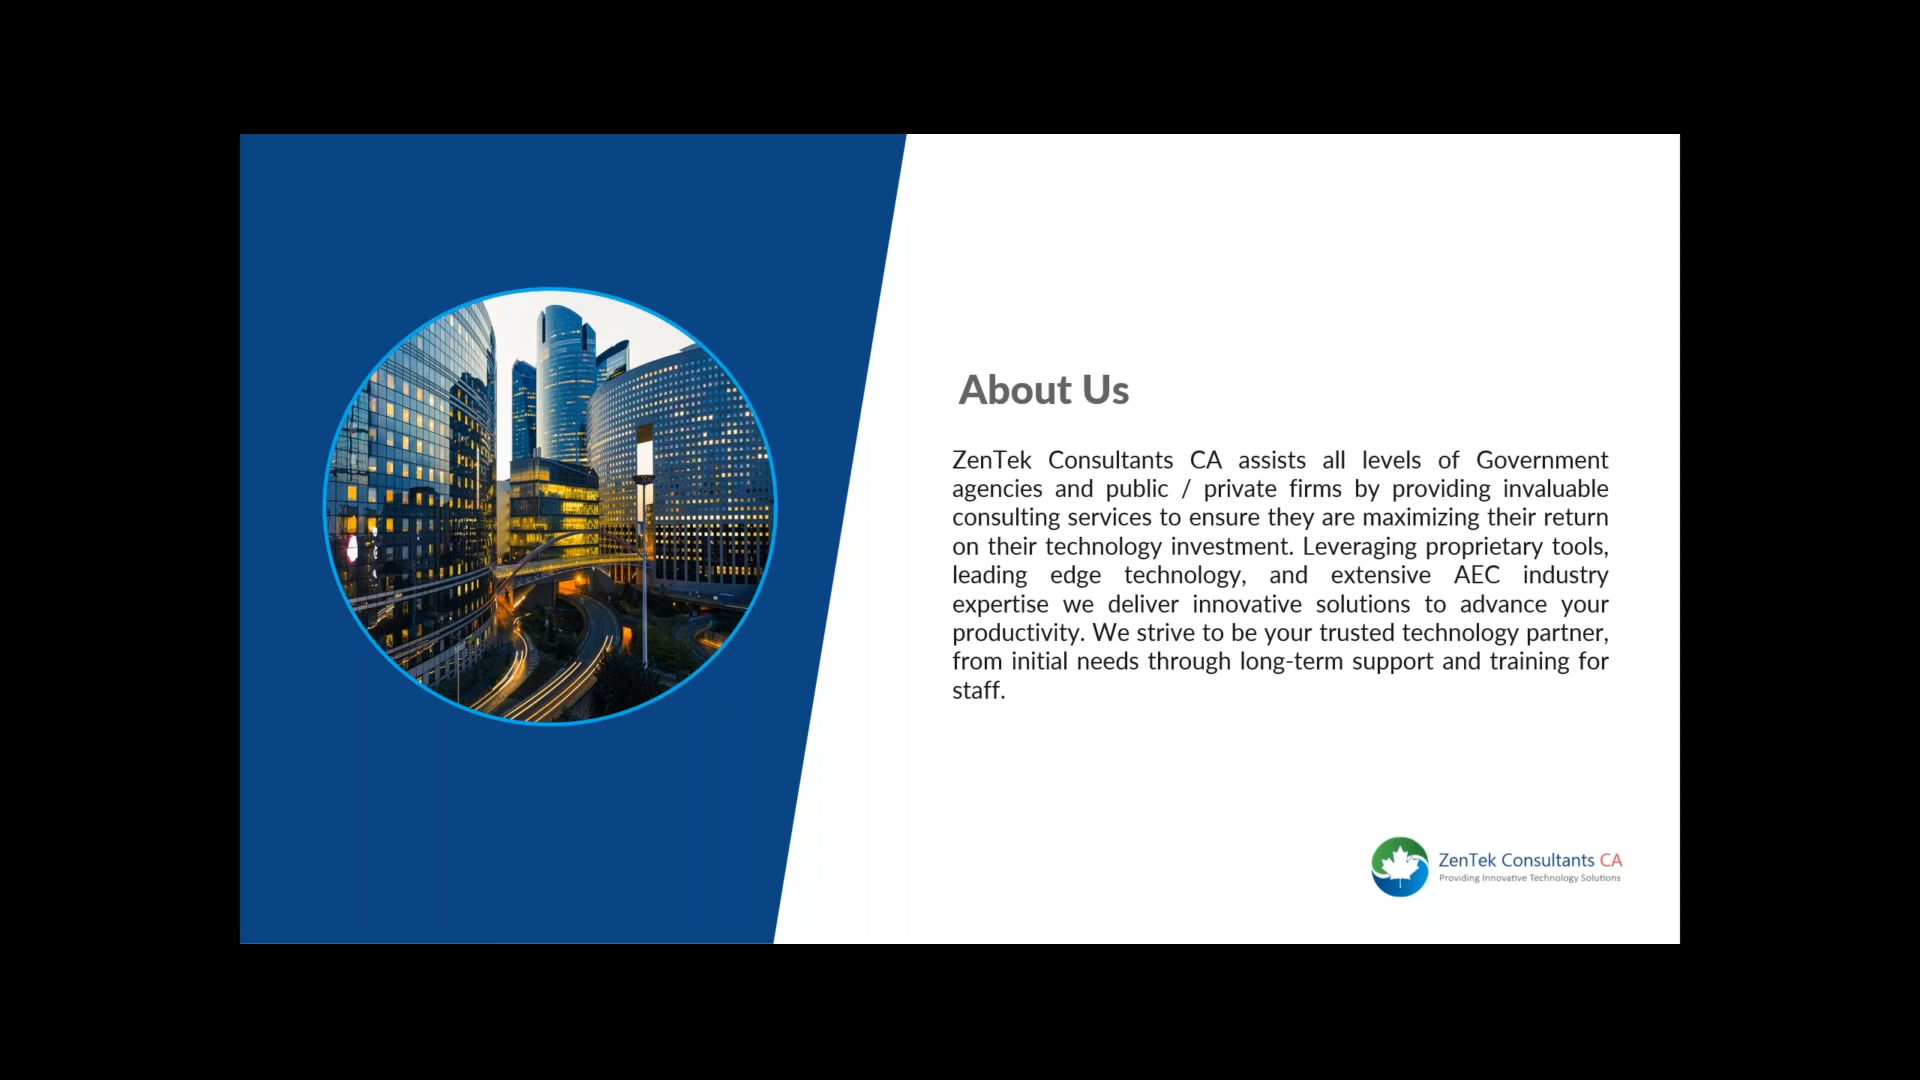 About Us
ZenTek Consultants CA assists all levels of Government
agencies and public / private firms by providing invaluable
consulting services to ensure they are maximizing their return
on their technology investment. Leveraging proprietary tools,
leading edge technology, and extensive AEC industry
expertise we deliver innovative solutions to advance your
productivity. We strive to be your trusted technology partner,
from initial needs through long-term support and training for
staff.
ZenTek Consultants CA
Providing Innovative Technology Solutions